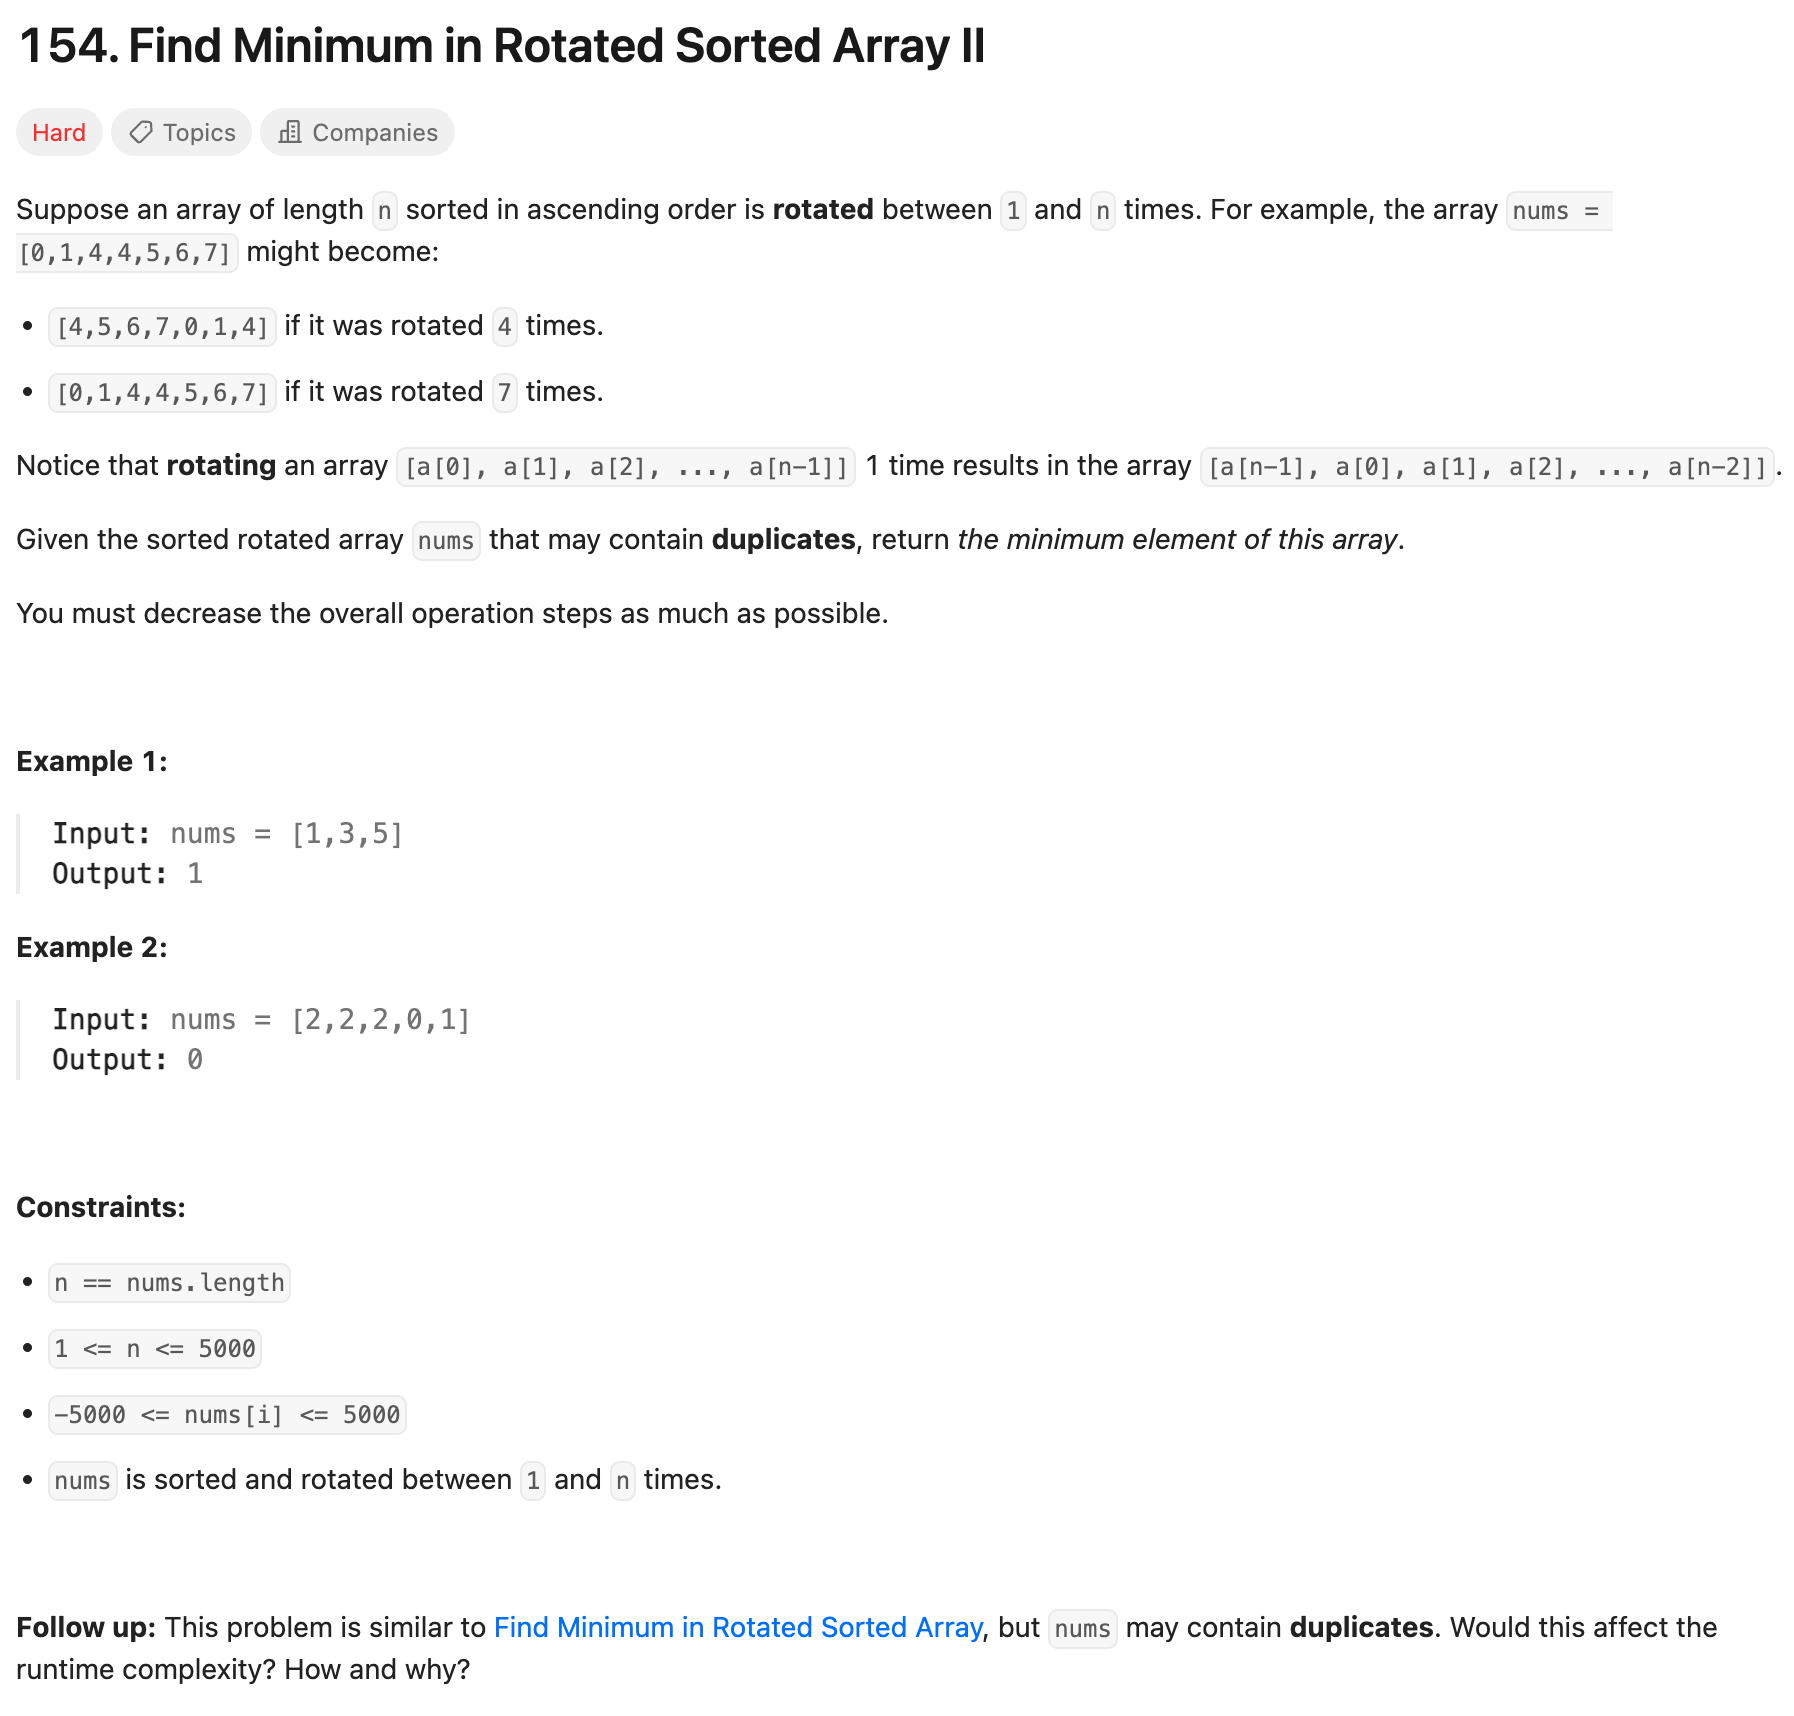 154. Find Minimum in Rotated Sorted Array II
Hard Topics Companies
Suppose an array of length n sorted in ascending order is rotated between 1 and n times. For example, the array nums =
[0,1,4,4,5,6,7] might become:
• [4,5,6,7,0,1,4] if it was rotated 4 times.
• [0,1,4,4,5,6,7] if it was rotated 7 times.
Notice that rotating an array [a[0], a[1], a[2], ..., a[n-1]] 1 time results in the array [a[n-1], a[0], a[1], a[2], ..., a[n-2]].
Given the sorted rotated array nums that may contain duplicates, return the minimum element of this array.
You must decrease the overall operation steps as much as possible.
Example 1:
Input: nums = [1,3,5]
Output: 1
Example 2:
Input: nums = [2,2,2,0,1]
Output: 0
Constraints:
• n == nums.length
• 1 <= n <= 5000
• -5000 <= nums[i] <= 5000
• nums is sorted and rotated between 1 and n times.
Follow up: This problem is similar to Find Minimum in Rotated Sorted Array, but nums may contain duplicates. Would this affect the
runtime complexity? How and why?